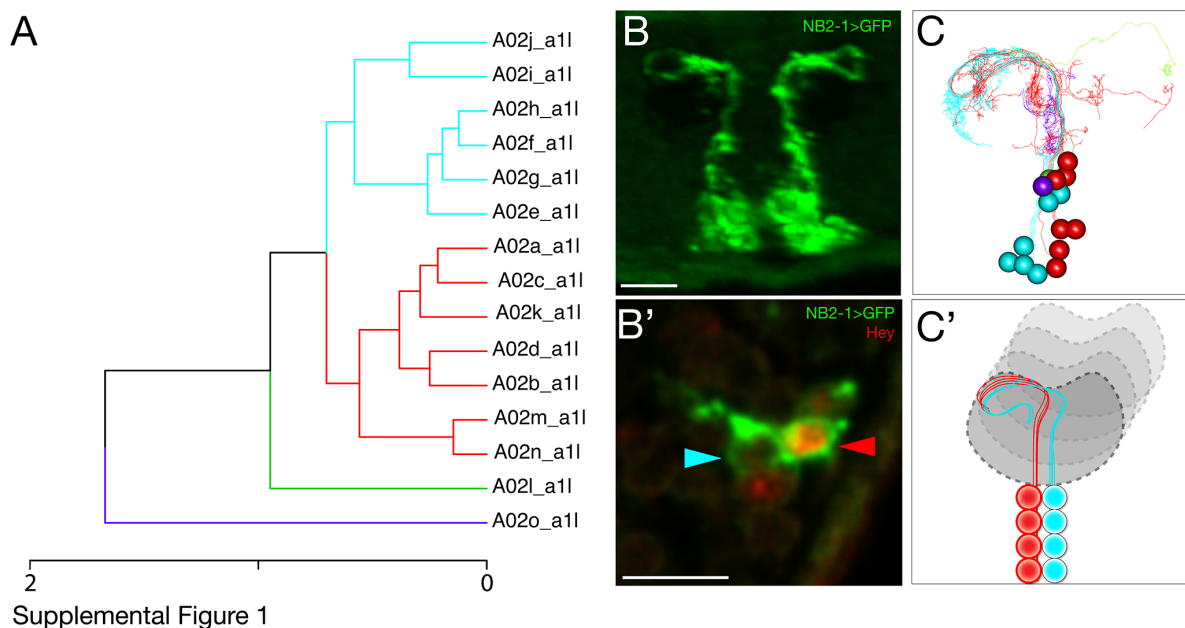 A
A02j_a1l
A02i_a1l
A02h_a1l
A02f_a1l
A02g_a1l
A02e_a1l
A02a_a1l
A02c_a1l
A02k_a1l
A02d_a1l
A02b_a1l
A02m_a1l
A02n_a1l
A02l_a1l
A02o_a1l
2
0
Supplemental Figure 1
B
NB2-1>GFP
B'
NB2-1>GFP
Hey
C
C'